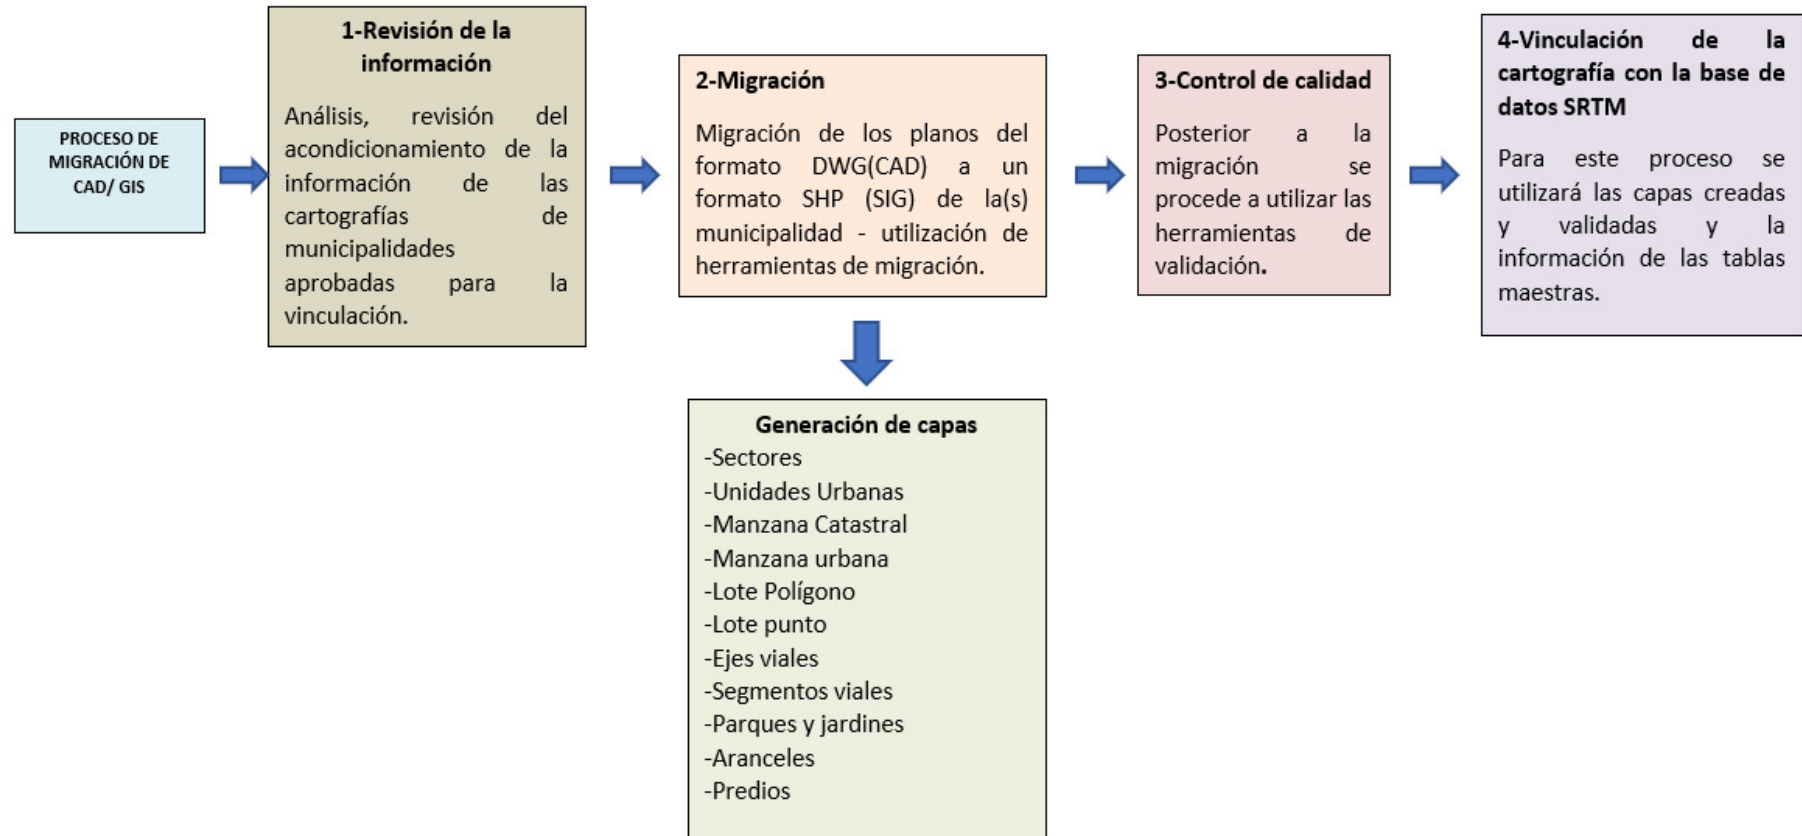 PROCESO DE
MIGRACIÓN DE
CAD/ GIS
1-Revisión de la
información
Análisis, revisión del
acondicionamiento de la
información de las
cartografías de
municipalidades
aprobadas para la
vinculación.
2-Migración
Migración de los planos del
formato DWG(CAD) a un
formato SHP (SIG) de la(s)
municipalidad - utilización de
herramientas de migración.
3-Control de calidad
Posterior a la
migración se
procede a utilizar las
herramientas de
validación.
4-Vinculación de la
cartografía con la base de
datos SRTM
Para este proceso se
utilizará las capas creadas
y validadas y la
información de las tablas
maestras.
Generación de capas
-Sectores
-Unidades Urbanas
-Manzana Catastral
-Manzana urbana
-Lote Polígono
-Lote punto
-Ejes viales
-Segmentos viales
-Parques y jardines
-Aranceles
-Predios